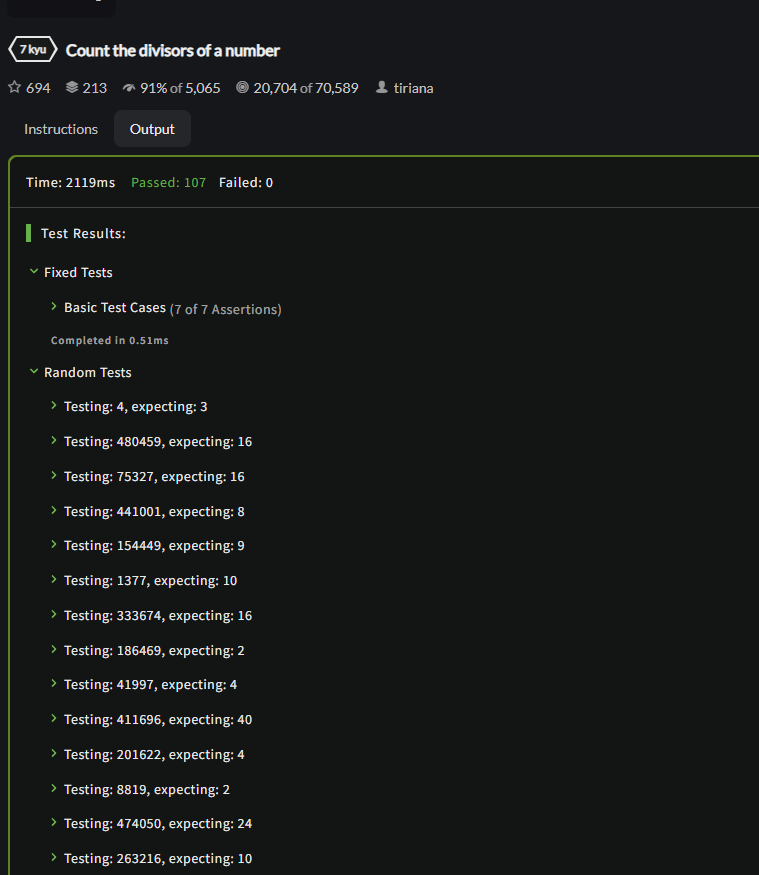 7 kyu Count the divisors of a number
694 213 91% of 5,065 20,704 of 70,589 tiriana
Instructions Output
Time: 2119ms Passed: 107 Failed: 0
Test Results:
Fixed Tests
Basic Test Cases (7 of 7 Assertions)
Completed in 0.51ms
Random Tests
Testing: 4, expecting: 3
Testing: 480459, expecting: 16
Testing: 75327, expecting: 16
Testing: 441001, expecting: 8
Testing: 154449, expecting: 9
Testing: 1377, expecting: 10
Testing: 333674, expecting: 16
Testing: 186469, expecting: 2
Testing: 41997, expecting: 4
Testing: 411696, expecting: 40
Testing: 201622, expecting: 4
Testing: 8819, expecting: 2
Testing: 474050, expecting: 24
Testing: 263216, expecting: 10